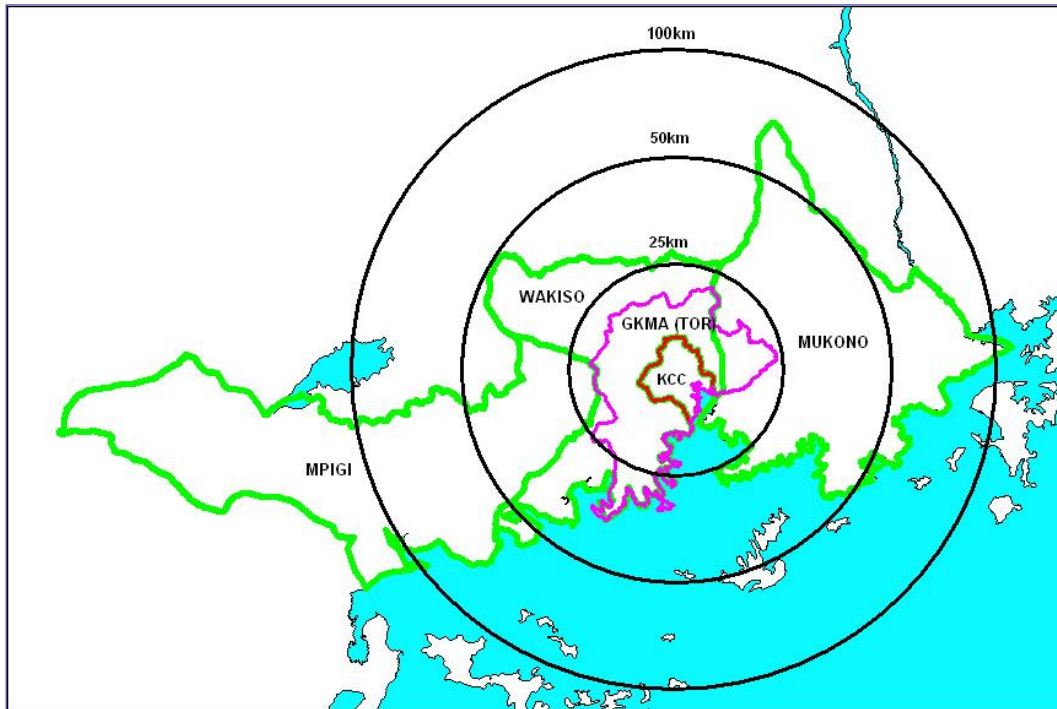 100km
50km
25km
WAKISO
GKMA (TOR)
MUKONO
KCC
MPIGI